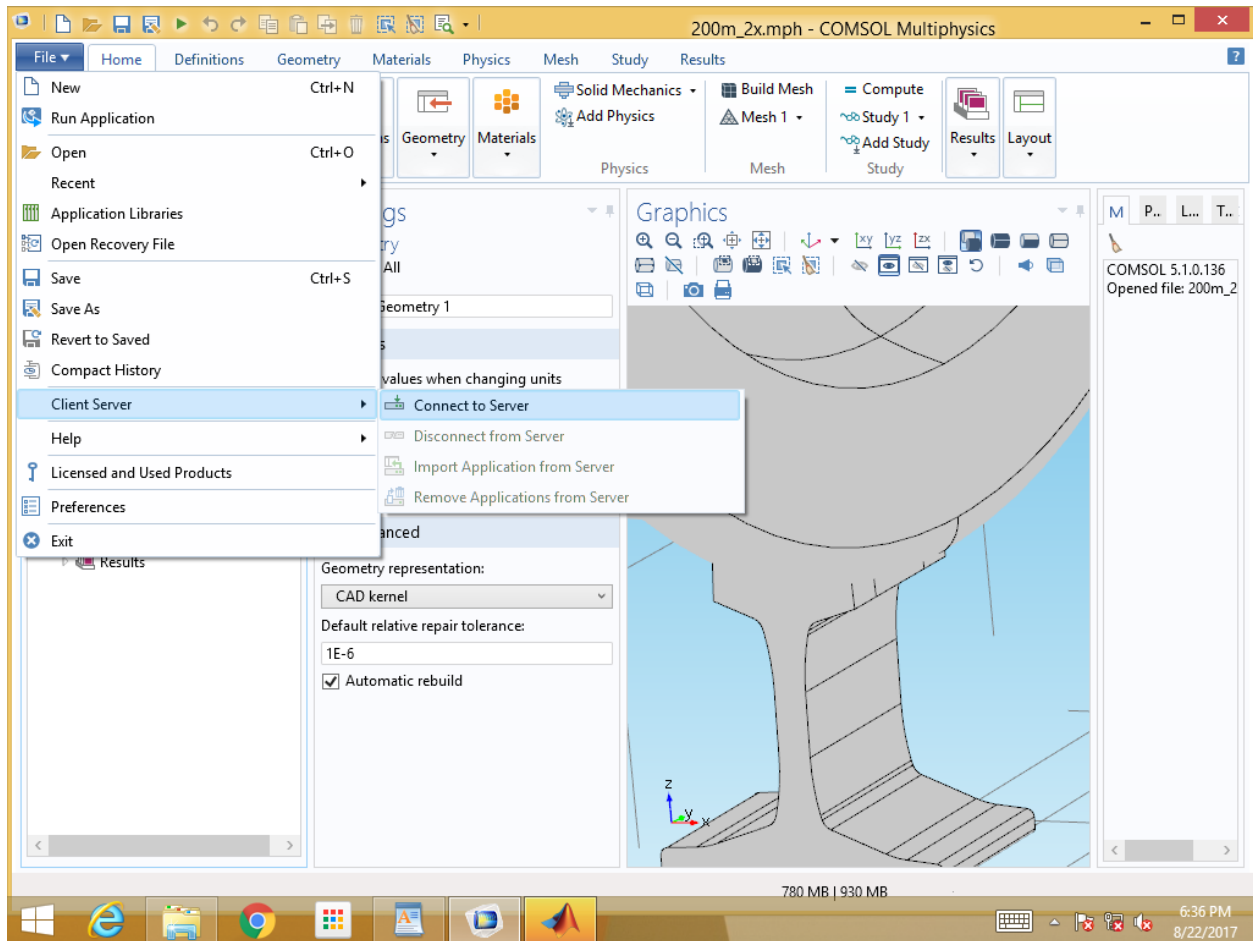 200m_2x.mph - COMSOL Multiphysics
File Home Definitions Geometry Materials Physics Mesh Study Results
New Ctrl+N
Run Application
Open Ctrl+O
Recent
Application Libraries
Open Recovery File
Save Ctrl+S
Save As
Revert to Saved
Compact History
Client Server
Help
Licensed and Used Products
Preferences
Exit
Connect to Server
Disconnect from Server
Import Application from Server
Remove Applications from Server
Geometry
Materials
Solid Mechanics
Add Physics
Physics
Build Mesh
Mesh 1
Mesh
Compute
Study 1
Add Study
Study
Results
Layout
gs
ry
All
Geometry 1
s
values when changing units
anced
Geometry representation:
CAD kernel
Default relative repair tolerance:
1E-6
Automatic rebuild
Results
Graphics
xy yz zx
z
y
x
M P... L... T...
COMSOL 5.1.0.136
Opened file: 200m_2
780 MB | 930 MB
6:36 PM
8/22/2017